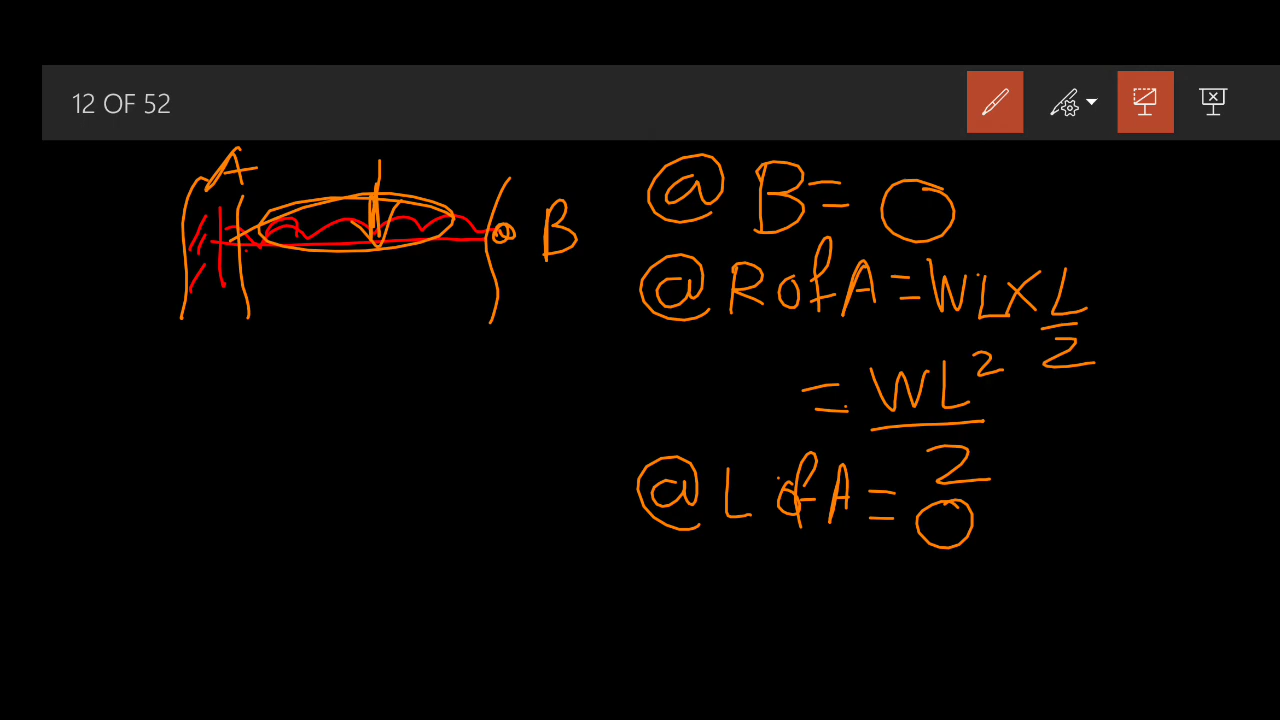 12 OF 52
A
B
@ B = 0
@ R of A = WL × L/2
= WL²/2
@ L of A = 0